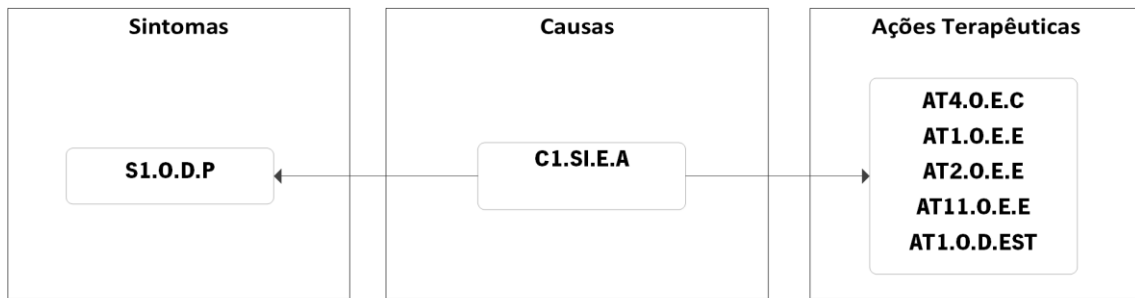 Sintomas
Causas
Ações Terapêuticas
S1.O.D.P
C1.SI.E.A
AT4.O.E.C
AT1.O.E.E
AT2.O.E.E
AT11.O.E.E
AT1.O.D.EST